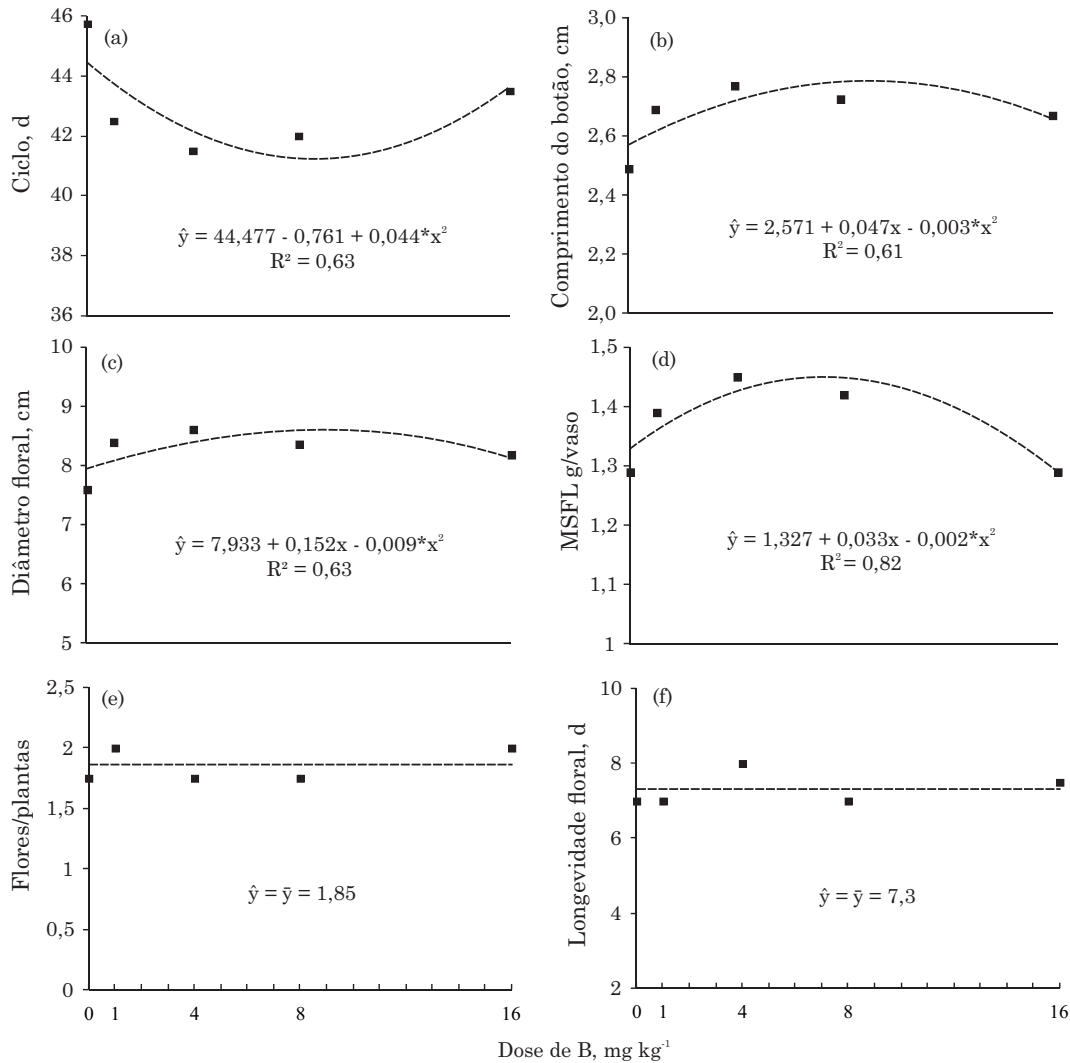 (a)
46
44
42
40
38
36
Ciclo, d
ŷ = 44,477 - 0,761 + 0,044*x²
R² = 0,63
(b)
3,0
2,8
2,6
2,4
2,2
2,0
Comprimento do botão, cm
ŷ = 2,571 + 0,047x - 0,003*x²
R² = 0,61
(c)
10
9
8
7
6
5
Diâmetro floral, cm
ŷ = 7,933 + 0,152x - 0,009*x²
R² = 0,63
(d)
1,5
1,4
1,3
1,2
1,1
1
MSFL g/vaso
ŷ = 1,327 + 0,033x - 0,002*x²
R² = 0,82
(e)
2,5
2
1,5
1
0,5
0
Flores/plantas
ŷ = ȳ = 1,85
0 1 4 8 16
(f)
10
8
6
4
2
Longevidade floral, d
ŷ = ȳ = 7,3
0 1 4 8 16
Dose de B, mg kg⁻¹